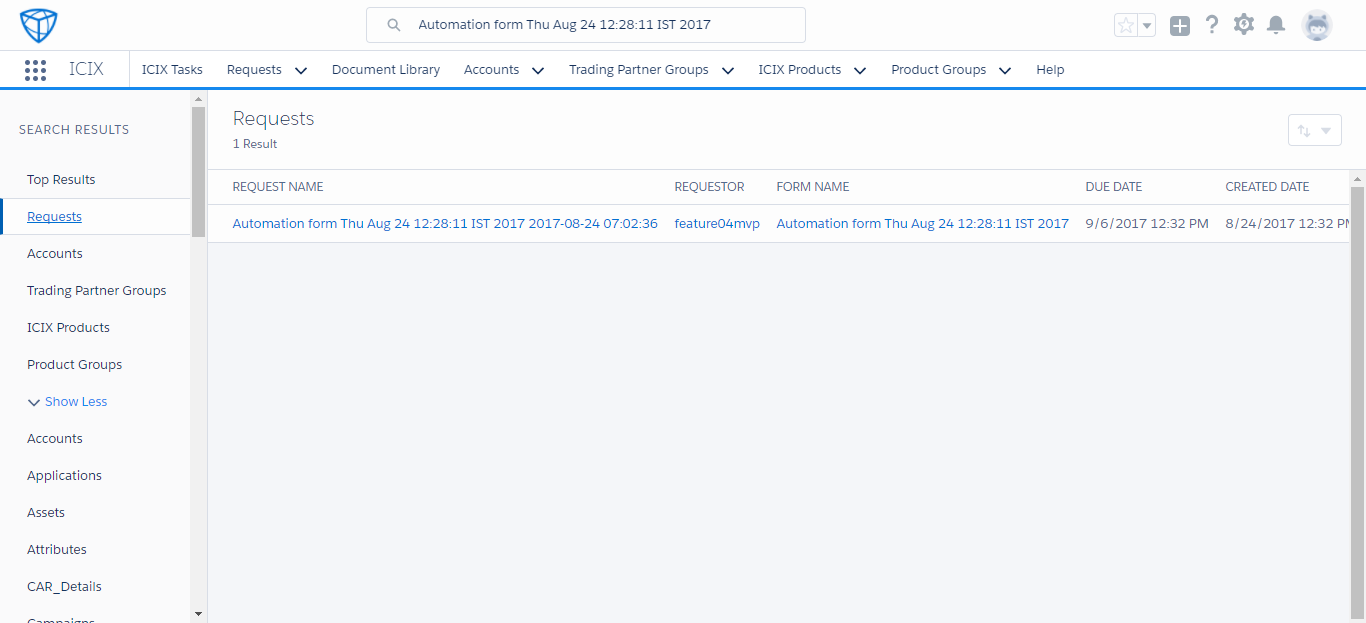 Automation form Thu Aug 24 12:28:11 IST 2017
ICIX ICIX Tasks Requests Document Library Accounts Trading Partner Groups ICIX Products Product Groups Help
SEARCH RESULTS
Top Results
Requests
Accounts
Trading Partner Groups
ICIX Products
Product Groups
Show Less
Accounts
Applications
Assets
Attributes
CAR_Details
Campaigns
Requests
1 Result
REQUEST NAME REQUESTOR FORM NAME DUE DATE CREATED DATE
Automation form Thu Aug 24 12:28:11 IST 2017 2017-08-24 07:02:36 feature04mvp Automation form Thu Aug 24 12:28:11 IST 2017 9/6/2017 12:32 PM 8/24/2017 12:32 PM